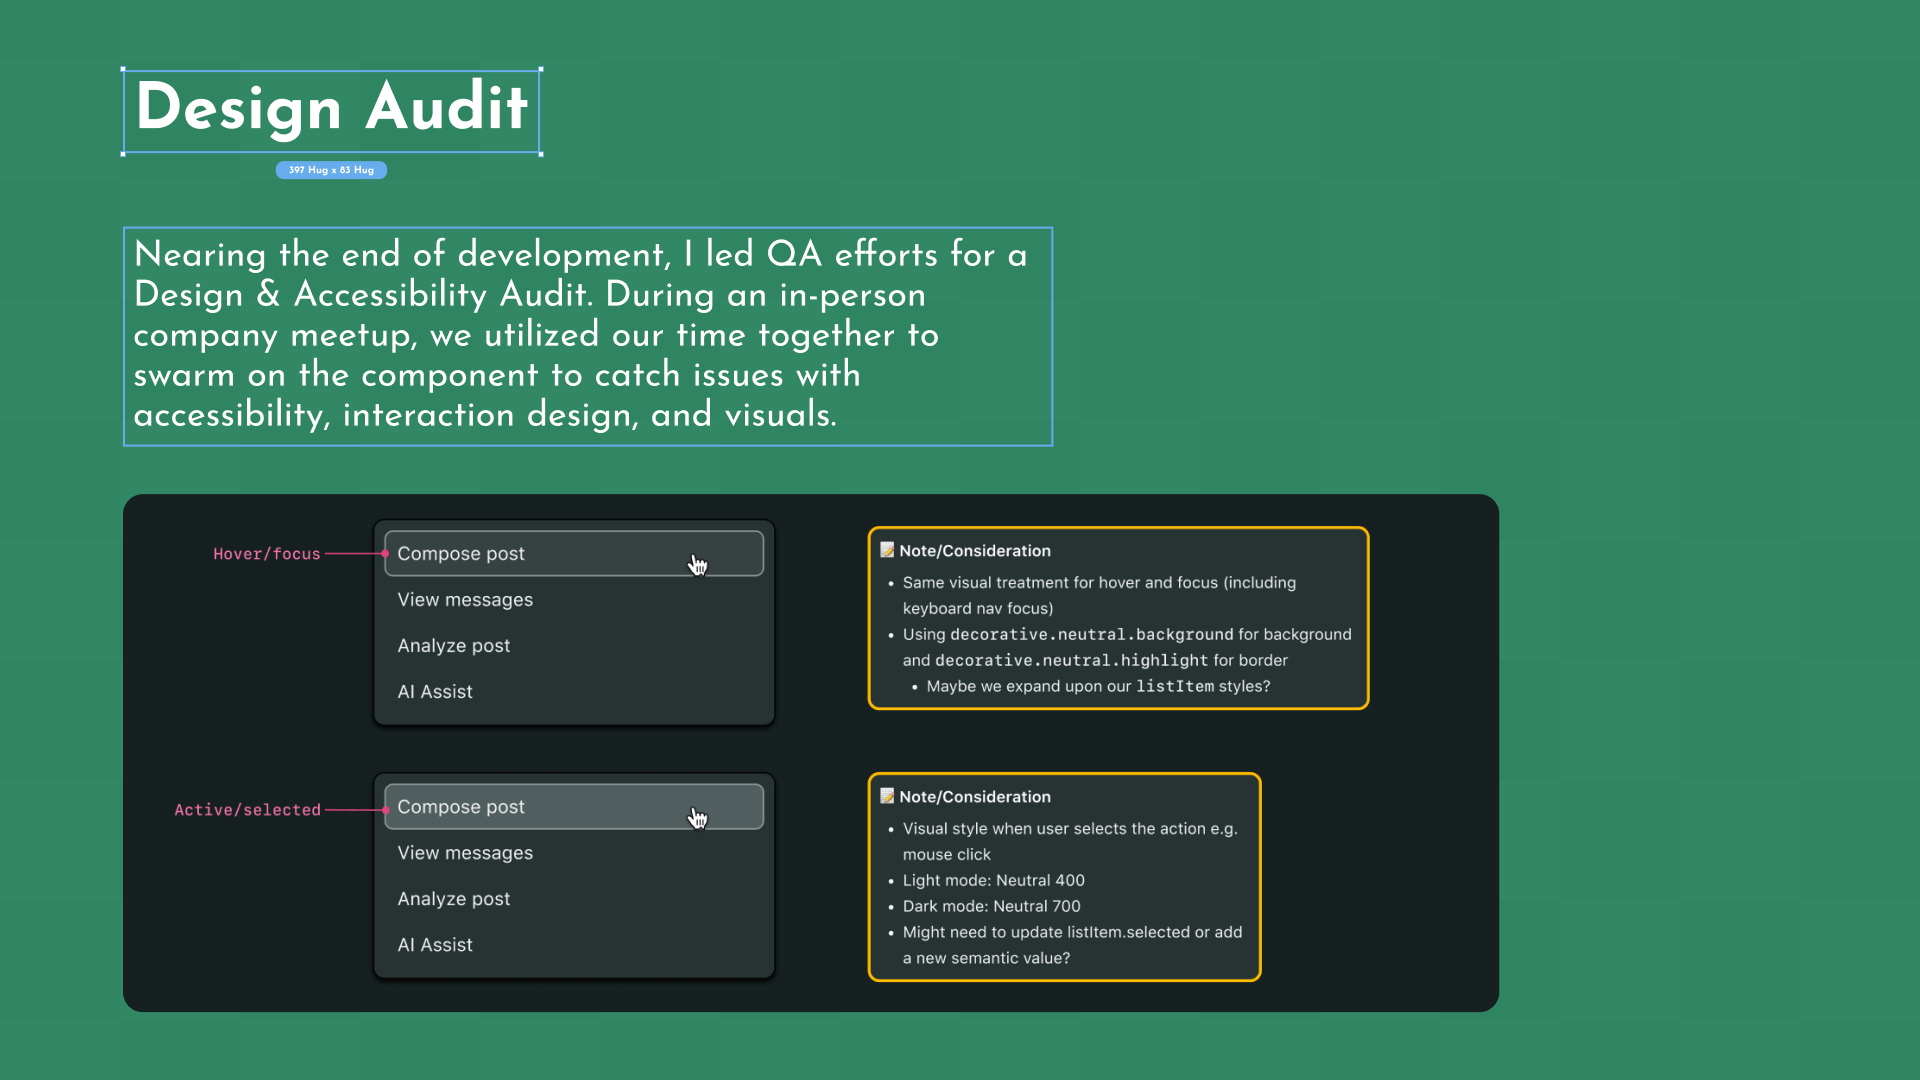 Design Audit
397 Hug x 83 Hug
Nearing the end of development, I led QA efforts for a
Design & Accessibility Audit. During an in-person
company meetup, we utilized our time together to
swarm on the component to catch issues with
accessibility, interaction design, and visuals.
Hover/focus
Compose post
View messages
Analyze post
AI Assist
📝 Note/Consideration
• Same visual treatment for hover and focus (including
keyboard nav focus)
• Using decorative.neutral.background for background
and decorative.neutral.highlight for border
• Maybe we expand upon our listItem styles?
Active/selected
Compose post
View messages
Analyze post
AI Assist
📝 Note/Consideration
• Visual style when user selects the action e.g.
mouse click
• Light mode: Neutral 400
• Dark mode: Neutral 700
• Might need to update listItem.selected or add
a new semantic value?